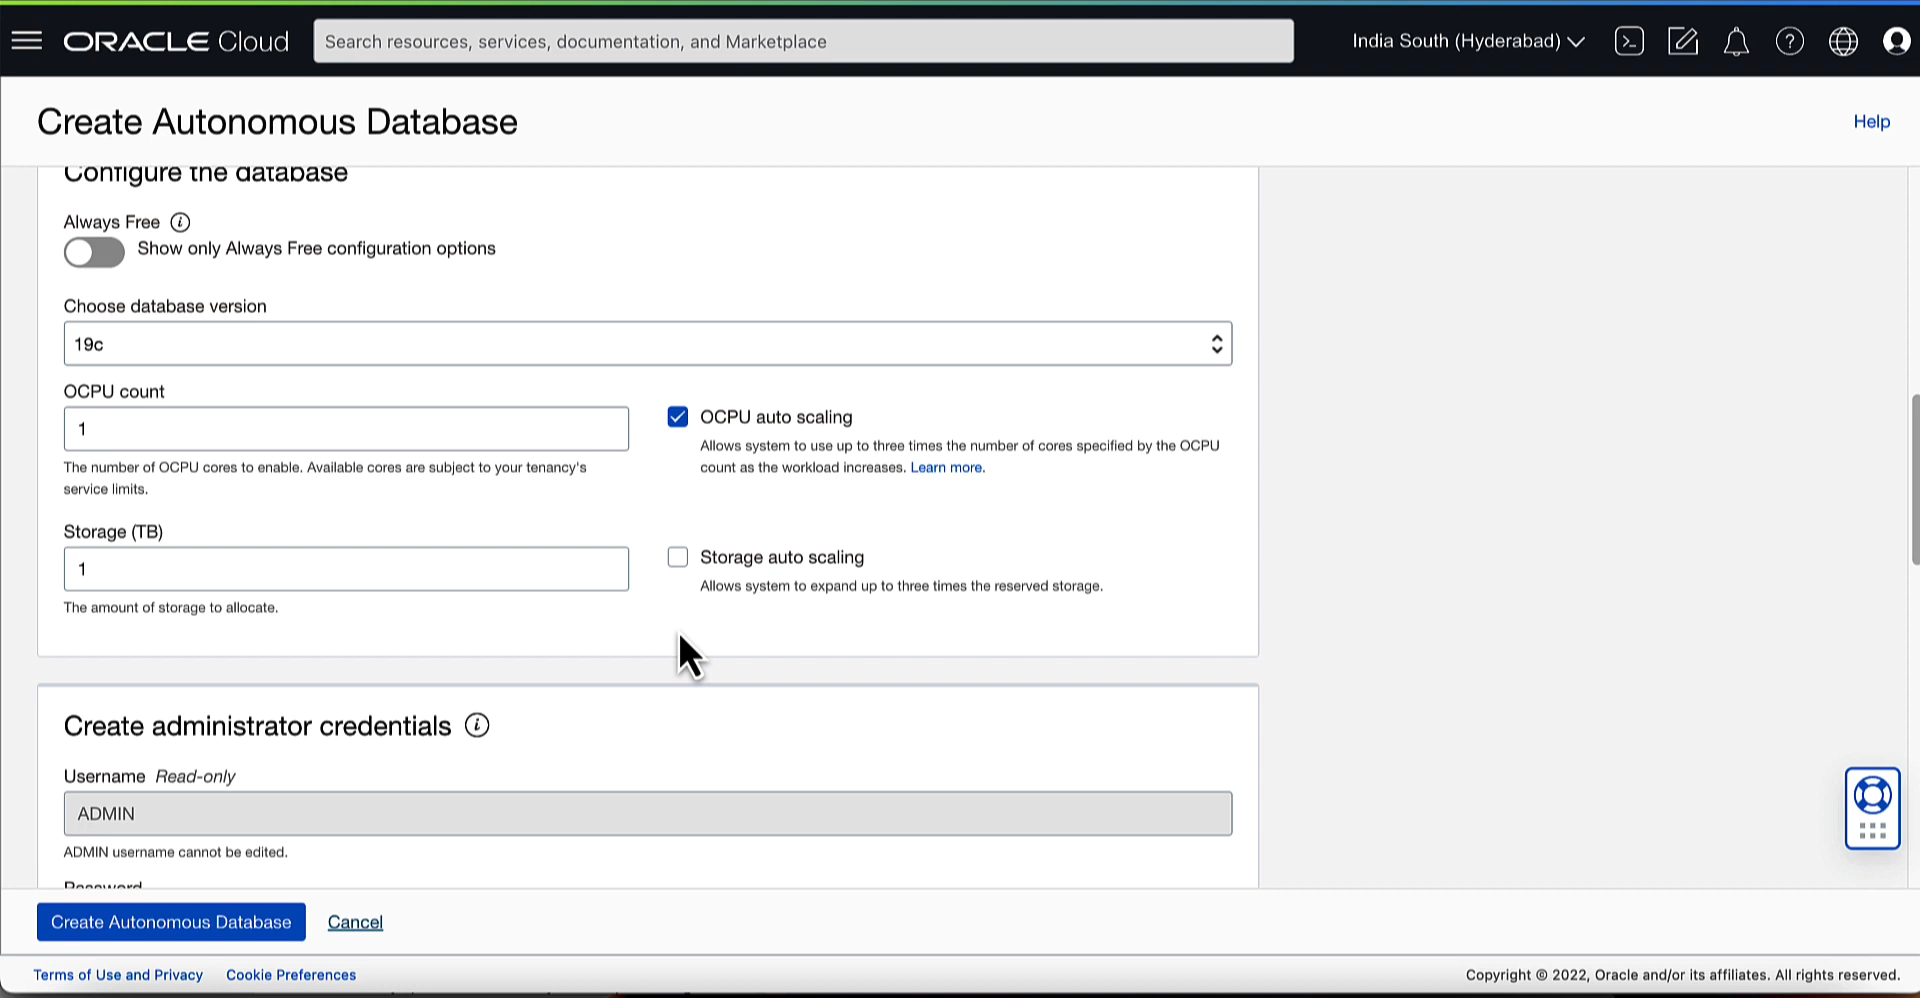 ORACLE Cloud
Search resources, services, documentation, and Marketplace
India South (Hyderabad)
Create Autonomous Database
Help
Configure the database
Always Free
Show only Always Free configuration options
Choose database version
19c
OCPU count
1
OCPU auto scaling
Allows system to use up to three times the number of cores specified by the OCPU
count as the workload increases. Learn more.
The number of OCPU cores to enable. Available cores are subject to your tenancy's
service limits.
Storage (TB)
1
Storage auto scaling
Allows system to expand up to three times the reserved storage.
The amount of storage to allocate.
Create administrator credentials
Username Read-only
ADMIN
ADMIN username cannot be edited.
Password
Create Autonomous Database
Cancel
Terms of Use and Privacy
Cookie Preferences
Copyright © 2022, Oracle and/or its affiliates. All rights reserved.